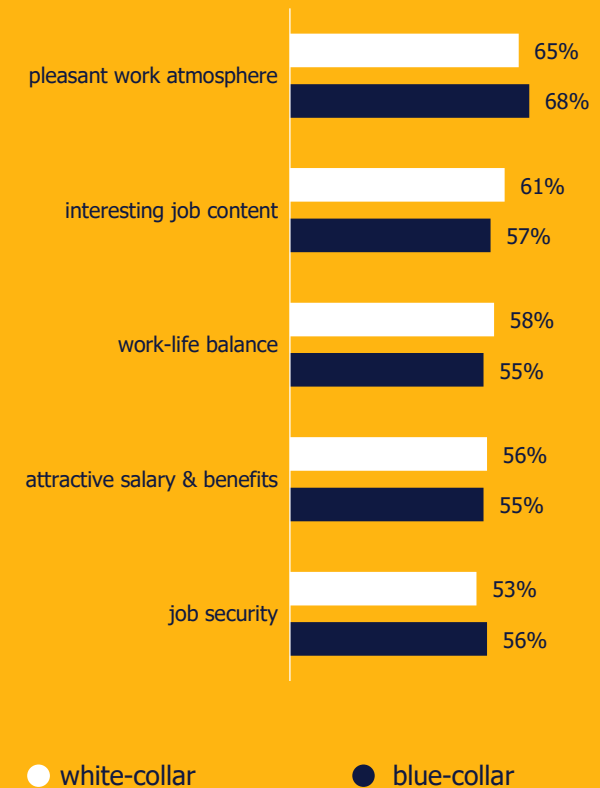 65%
pleasant work atmosphere
68%
61%
interesting job content
57%
58%
work-life balance
55%
56%
attractive salary & benefits
55%
53%
job security
56%
white-collar
blue-collar